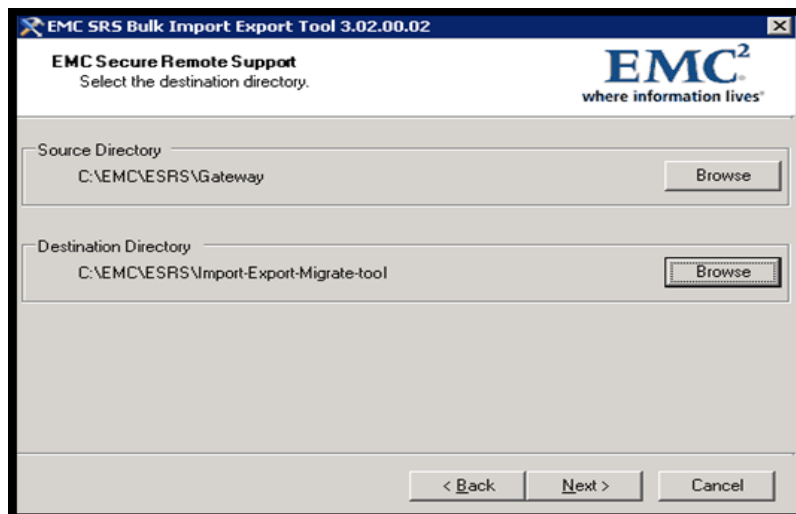 EMC SRS Bulk Import Export Tool 3.02.00.02
EMC Secure Remote Support
Select the destination directory.
EMC²
where information lives®
Source Directory
C:\EMC\ESRS\Gateway
Browse
Destination Directory
C:\EMC\ESRS\Import-Export-Migrate-tool
Browse
< Back
Next >
Cancel